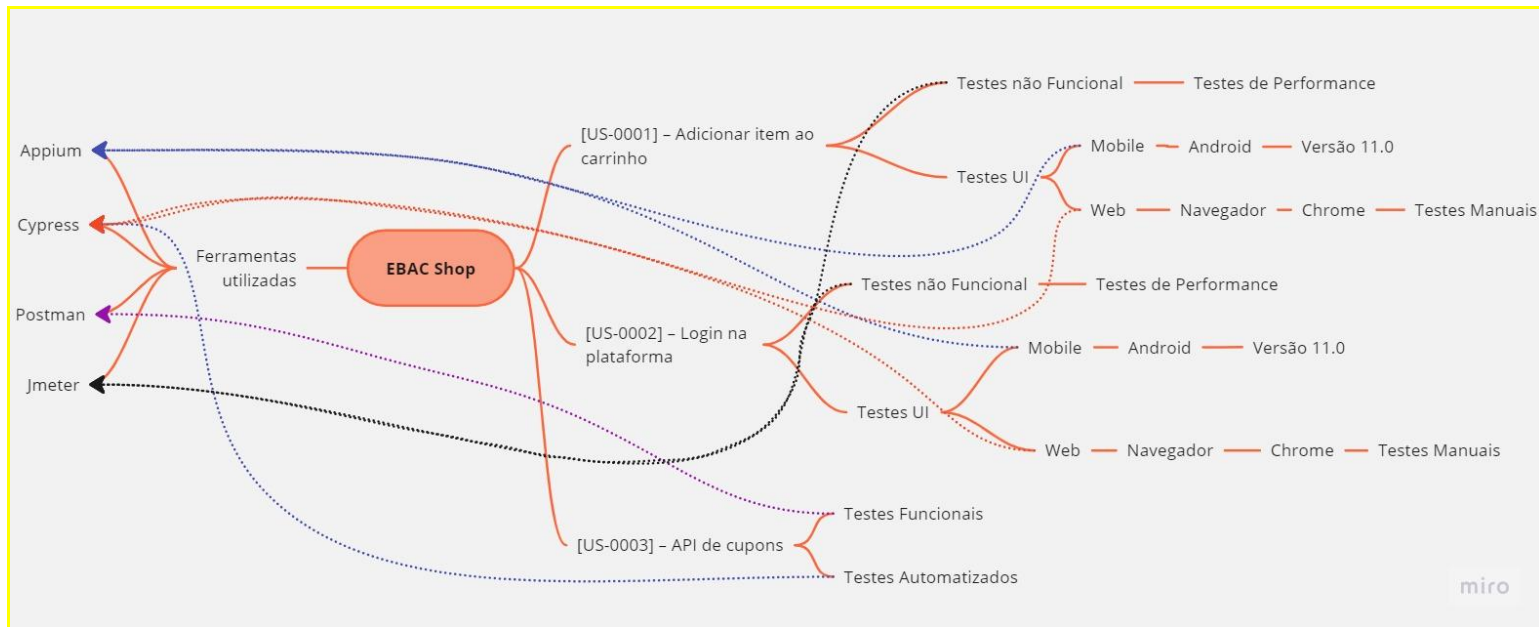 Testes não Funcional
Testes de Performance
[US-0001] – Adicionar item ao
carrinho
Appium
Mobile
Android
Versão 11.0
Testes UI
Web
Navegador
Chrome
Testes Manuais
Cypress
Ferramentas
utilizadas
EBAC Shop
Testes não Funcional
Testes de Performance
Postman
[US-0002] – Login na
plataforma
Mobile
Android
Versão 11.0
Jmeter
Testes UI
Web
Navegador
Chrome
Testes Manuais
Testes Funcionais
[US-0003] – API de cupons
Testes Automatizados
miro